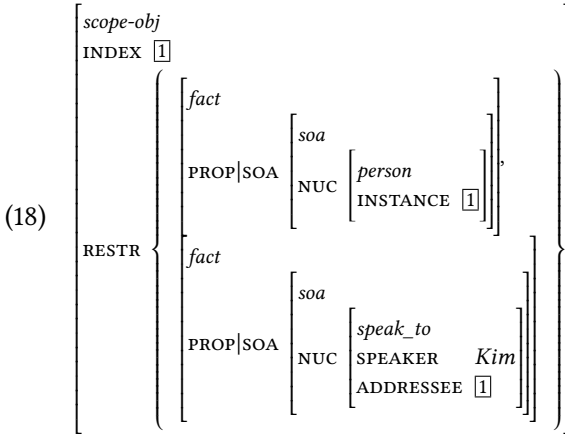 scope-obj
INDEX 1
fact
soa
PROP|SOA
person
NUC
INSTANCE 1
,
(18)
RESTR { }
fact
soa
speak_to
PROP|SOA NUC SPEAKER Kim
ADDRESSEE 1